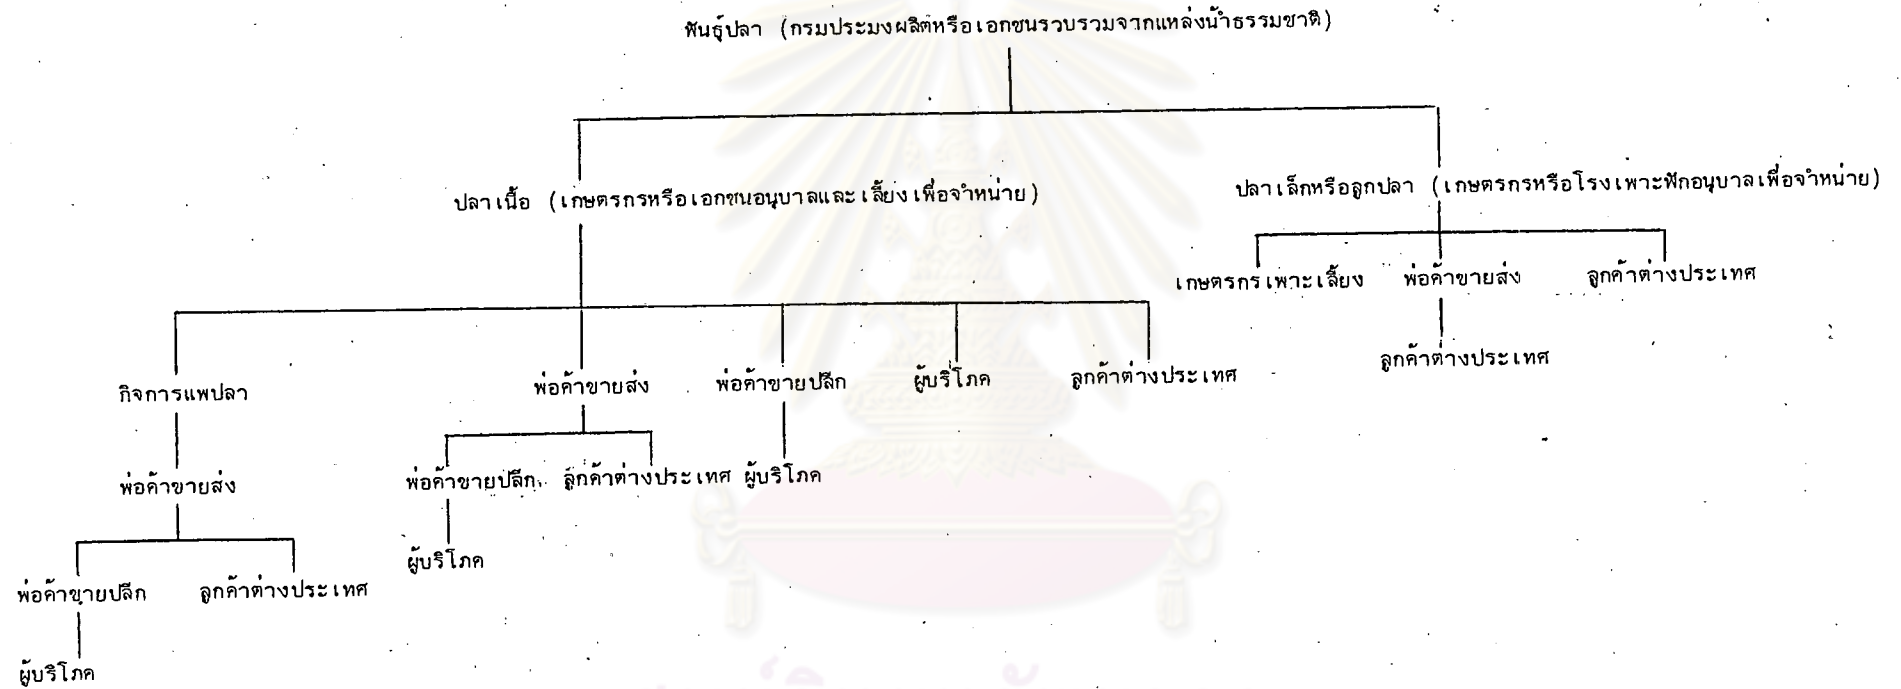 พันธุ์ปลา (กรมประมงผลิตหรือเอกชนรวบรวมจากแหล่งน้ำธรรมชาติ)
ปลาเนื้อ (เกษตรกรหรือเอกชนอนุบาลและเลี้ยงเพื่อจำหน่าย)
ปลาเล็กหรือลูกปลา (เกษตรกรหรือโรงเพาะฟักอนุบาลเพื่อจำหน่าย)
เกษตรกรเพาะเลี้ยง
พ่อค้าขายส่ง
ลูกค้าต่างประเทศ
ลูกค้าต่างประเทศ
กิจการแพปลา
พ่อค้าขายส่ง
พ่อค้าขายปลีก
ผู้บริโภค
ลูกค้าต่างประเทศ
พ่อค้าขายส่ง
พ่อค้าขายปลีก
ลูกค้าต่างประเทศ
ผู้บริโภค
ผู้บริโภค
พ่อค้าขายปลีก
ลูกค้าต่างประเทศ
ผู้บริโภค